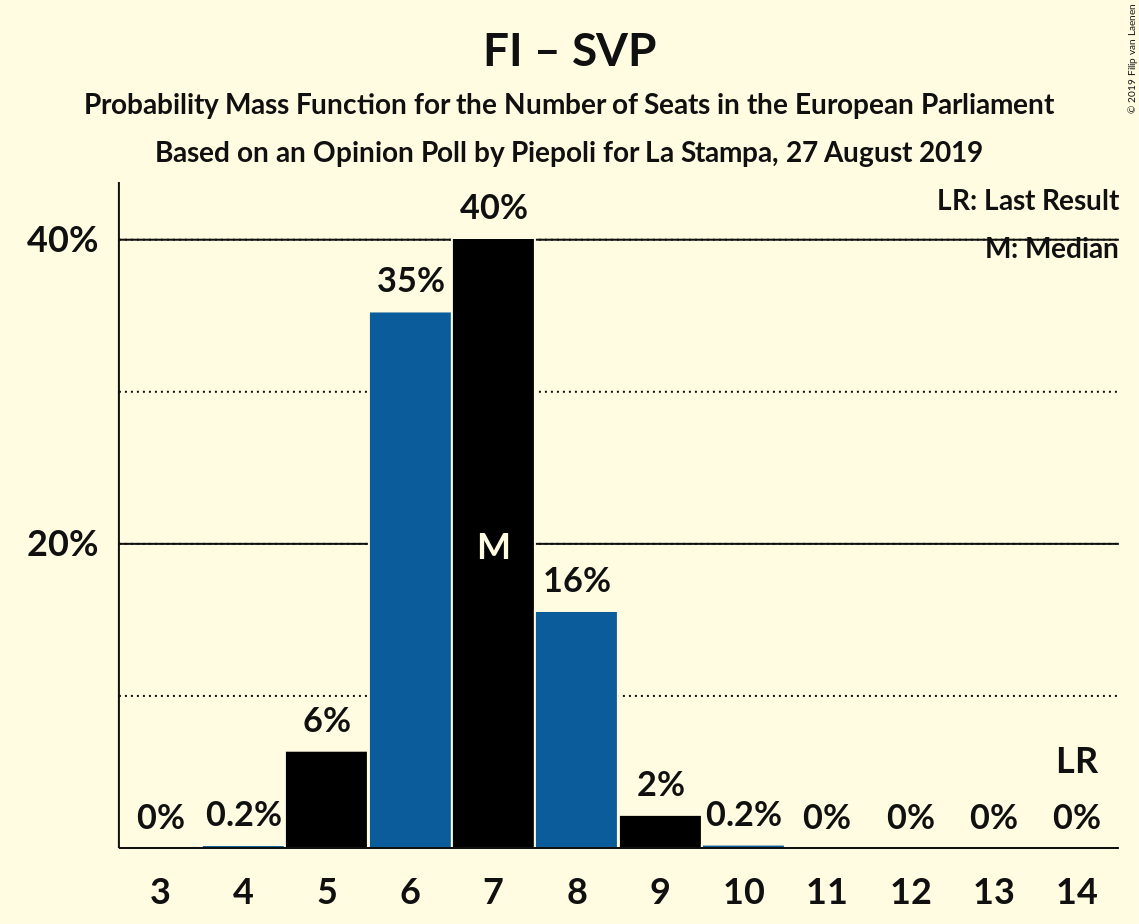 FI – SVP
Probability Mass Function for the Number of Seats in the European Parliament
Based on an Opinion Poll by Piepoli for La Stampa, 27 August 2019
© 2019 Filip van Laenen
LR: Last Result
M: Median
40%
20%
0%
0.2%
6%
35%
40%
M
16%
2%
0.2%
0%
0%
0%
LR
0%
3 4 5 6 7 8 9 10 11 12 13 14